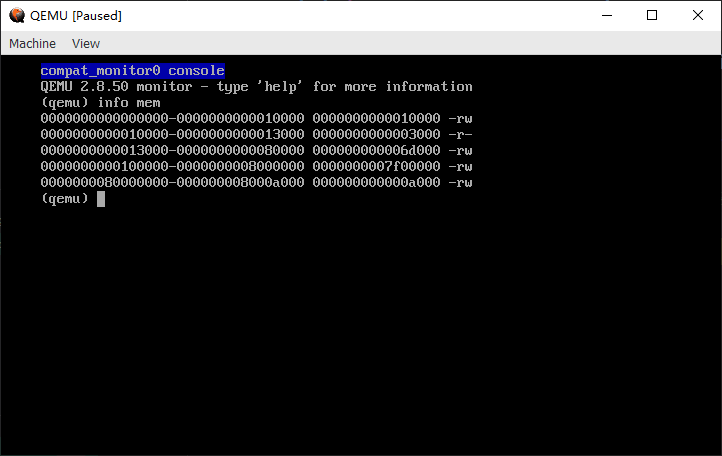 QEMU [Paused]
Machine View
compat_monitor0 console
QEMU 2.8.50 monitor - type 'help' for more information
(qemu) info mem
0000000000000000-0000000000010000 0000000000010000 -rw
0000000000010000-0000000000013000 0000000000003000 -r-
0000000000013000-0000000000080000 000000000006d000 -rw
0000000000100000-0000000008000000 0000000007f00000 -rw
0000000080000000-000000008000a000 000000000000a000 -rw
(qemu)